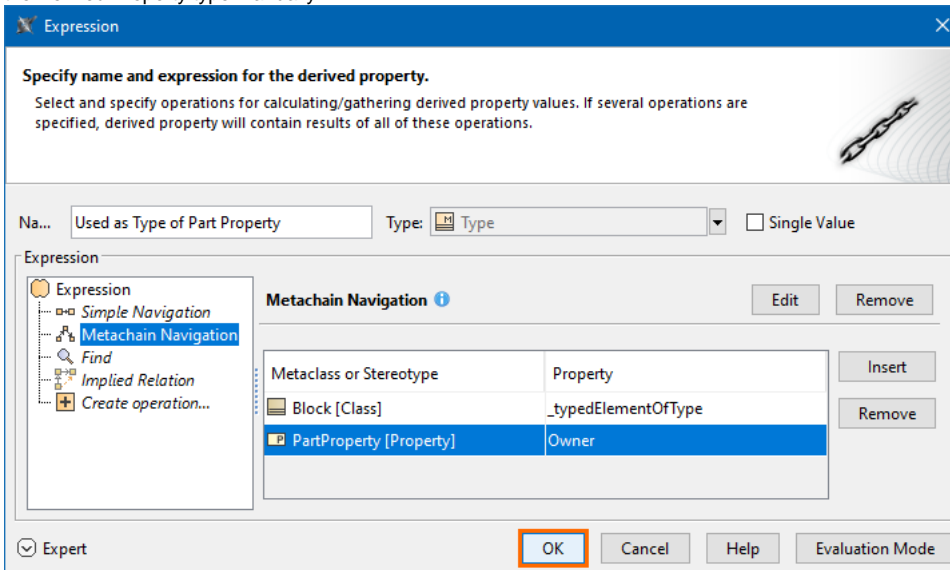 Expression
Specify name and expression for the derived property.
Select and specify operations for calculating/gathering derived property values. If several operations are
specified, derived property will contain results of all of these operations.
Na... Used as Type of Part Property Type: M Type Single Value
Expression
Expression
Simple Navigation
Metachain Navigation
Find
Implied Relation
Create operation...
Metachain Navigation i Edit Remove
Metaclass or Stereotype Property Insert
Block [Class] _typedElementOfType Remove
P PartProperty [Property] Owner
Expert OK Cancel Help Evaluation Mode